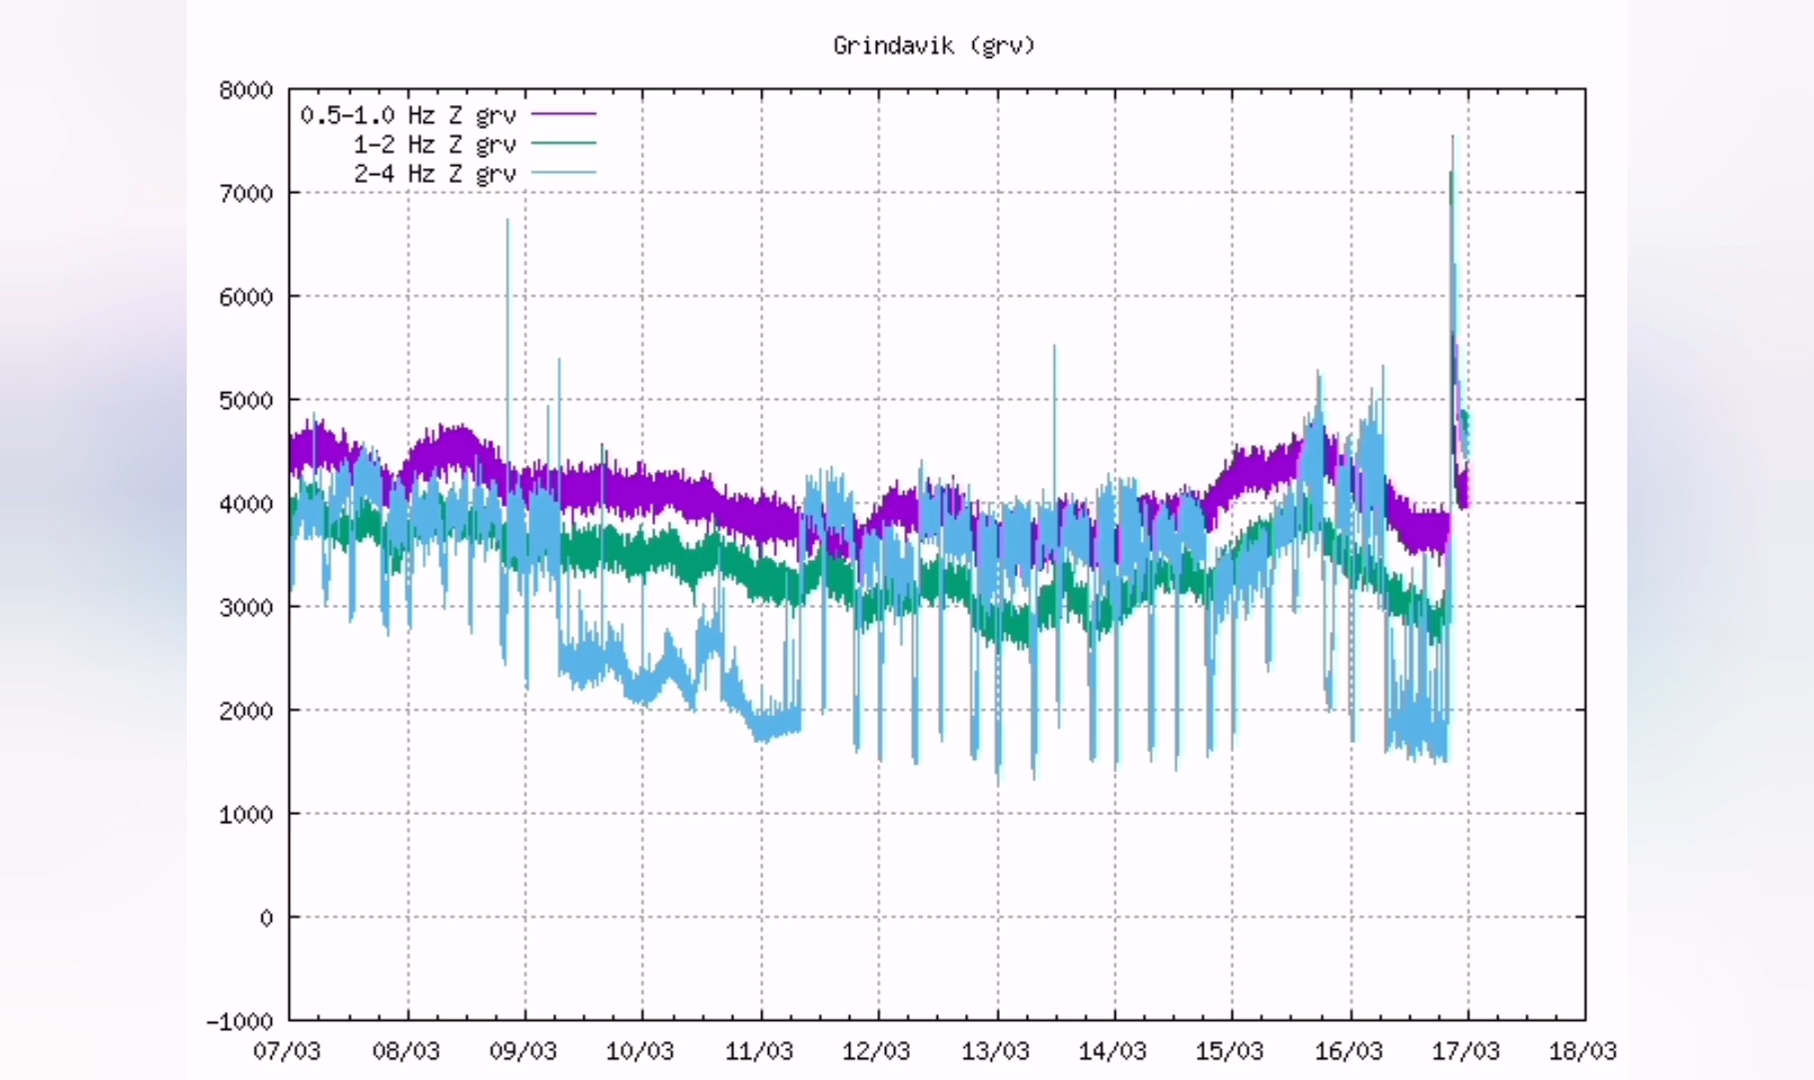 Grindavik (grv)
8000
0.5-1.0 Hz Z grv
1-2 Hz Z grv
2-4 Hz Z grv
7000
6000
5000
4000
3000
2000
1000
0
-1000
07/03 08/03 09/03 10/03 11/03 12/03 13/03 14/03 15/03 16/03 17/03 18/03